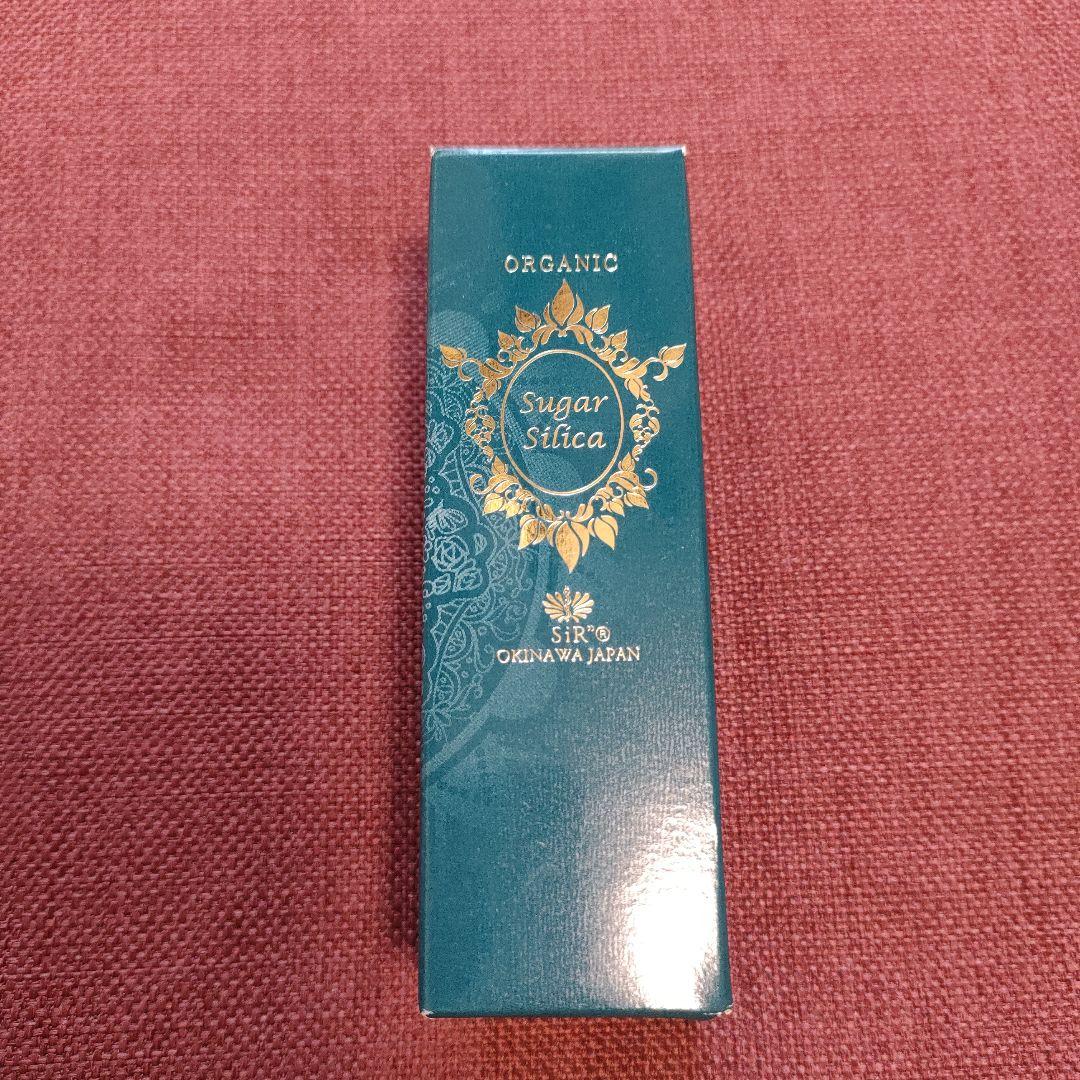 ORGANIC
Sugar
Silica
SiR"®
OKINAWA JAPAN